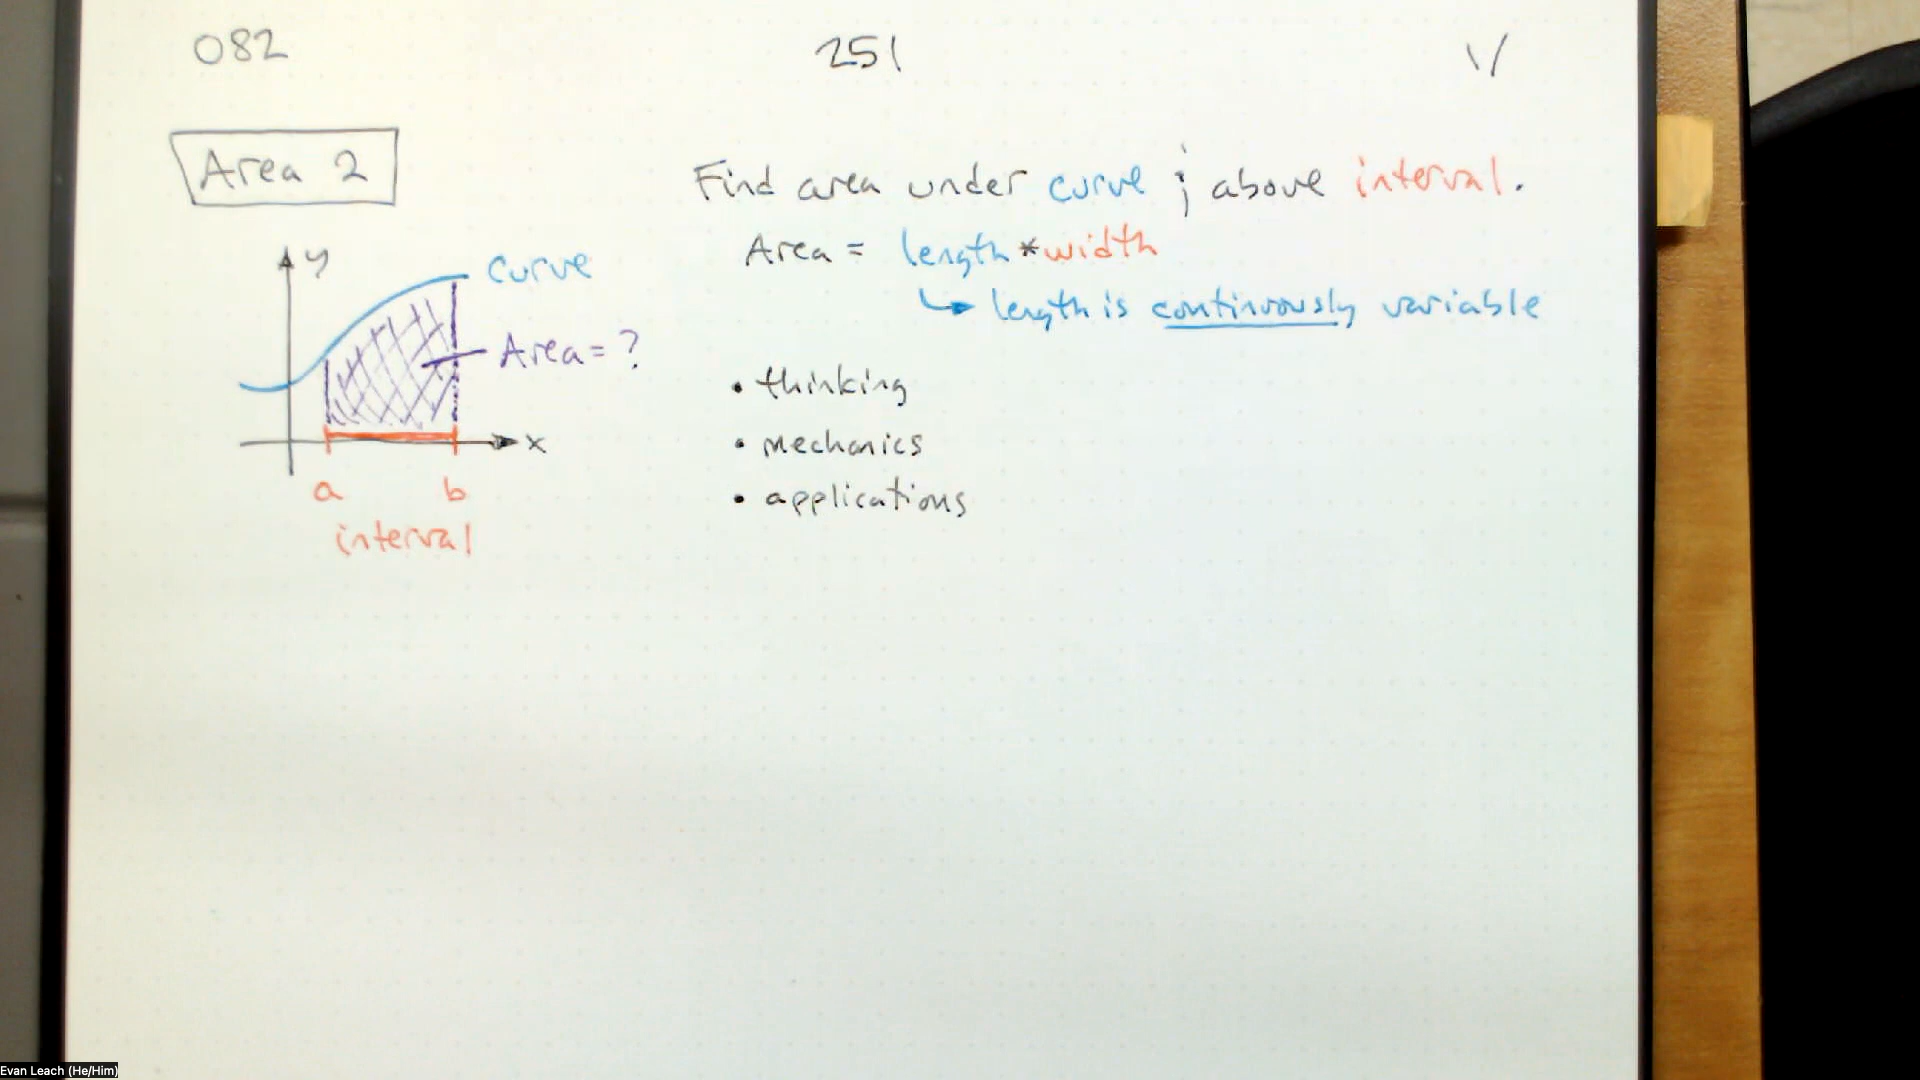 082 251 1/
Area 2
Find area under curve ; above interval.
Area = length * width
↳ length is continuously variable
y
curve
Area = ?
x
a b
interval
• thinking
• mechanics
• applications
Evan Leach (He/Him)